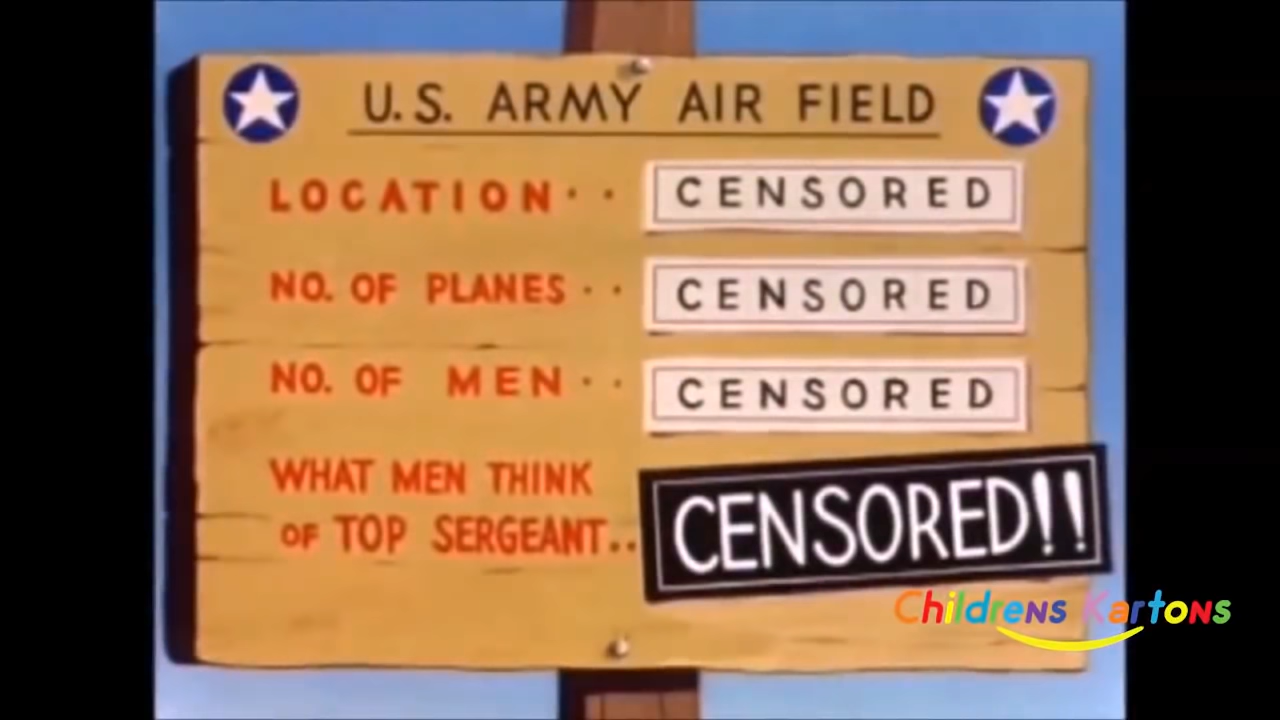 U.S. ARMY AIR FIELD
LOCATION.. CENSORED
NO. OF PLANES.. CENSORED
NO. OF MEN.. CENSORED
WHAT MEN THINK
OF TOP SERGEANT.. CENSORED!!
Childrens Kartons